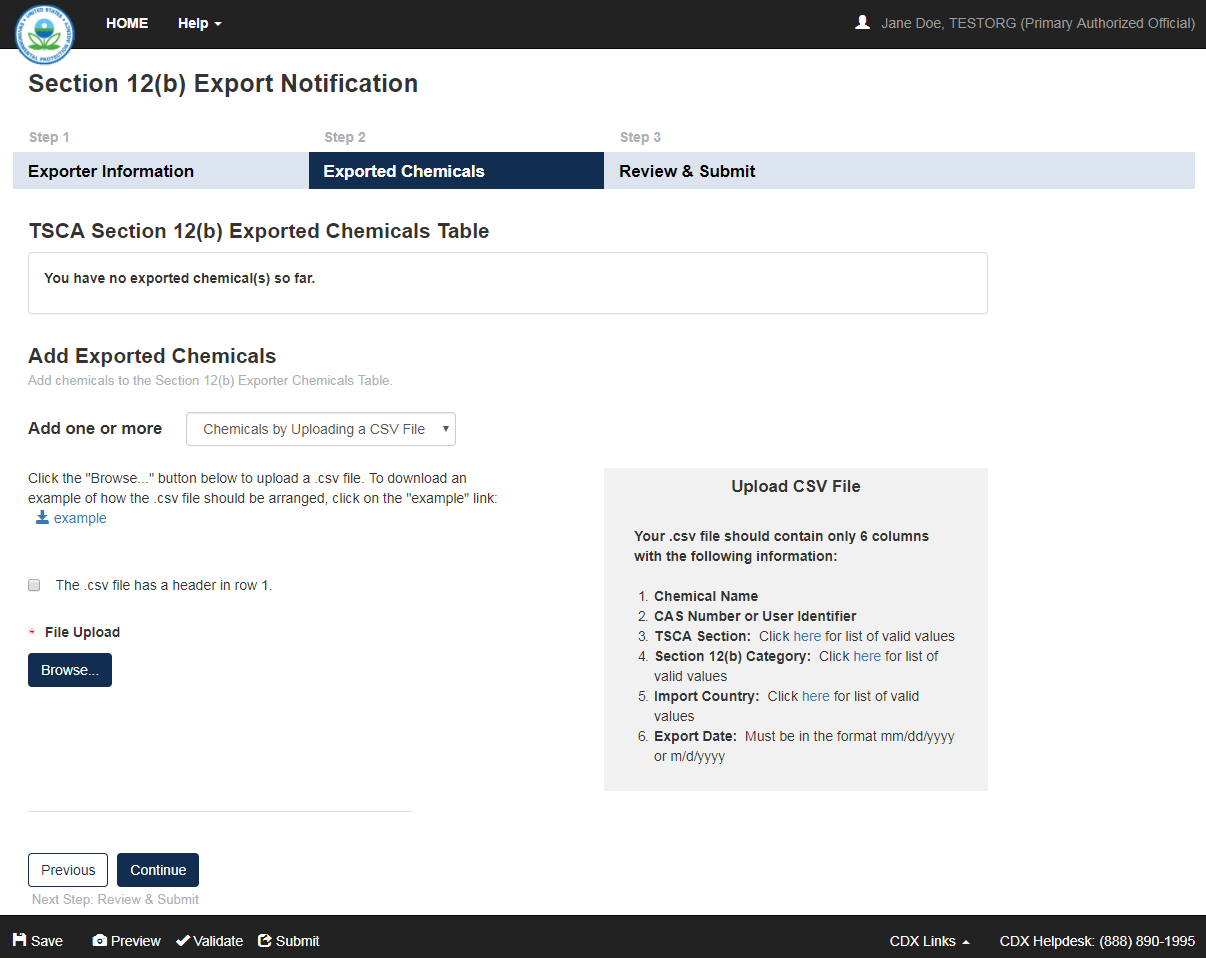 HOME Help Jane Doe, TESTORG (Primary Authorized Official)
UNITED STATES
ENVIRONMENTAL PROTECTION AGENCY
Section 12(b) Export Notification
Step 1 Step 2 Step 3
Exporter Information Exported Chemicals Review & Submit
TSCA Section 12(b) Exported Chemicals Table
You have no exported chemical(s) so far.
Add Exported Chemicals
Add chemicals to the Section 12(b) Exporter Chemicals Table.
Add one or more Chemicals by Uploading a CSV File
Click the "Browse..." button below to upload a .csv file. To download an
example of how the .csv file should be arranged, click on the "example" link:
example
The .csv file has a header in row 1.
* File Upload
Browse...
Upload CSV File
Your .csv file should contain only 6 columns
with the following information:
1. Chemical Name
2. CAS Number or User Identifier
3. TSCA Section: Click here for list of valid values
4. Section 12(b) Category: Click here for list of
valid values
5. Import Country: Click here for list of valid
values
6. Export Date: Must be in the format mm/dd/yyyy
or m/d/yyyy
Previous Continue
Next Step: Review & Submit
Save Preview Validate Submit CDX Links CDX Helpdesk: (888) 890-1995